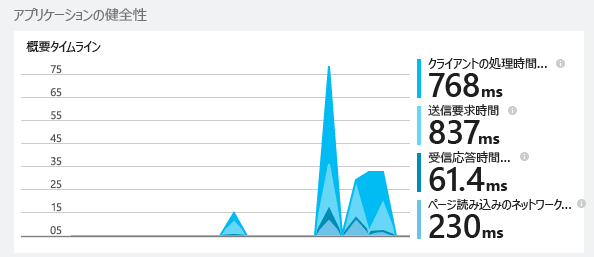 アプリケーションの健全性
概要タイムライン
75
65
55
45
35
25
15
05
クライアントの処理時間...
768ms
送信要求時間
837ms
受信応答時間...
61.4ms
ページ読み込みのネットワーク...
230ms